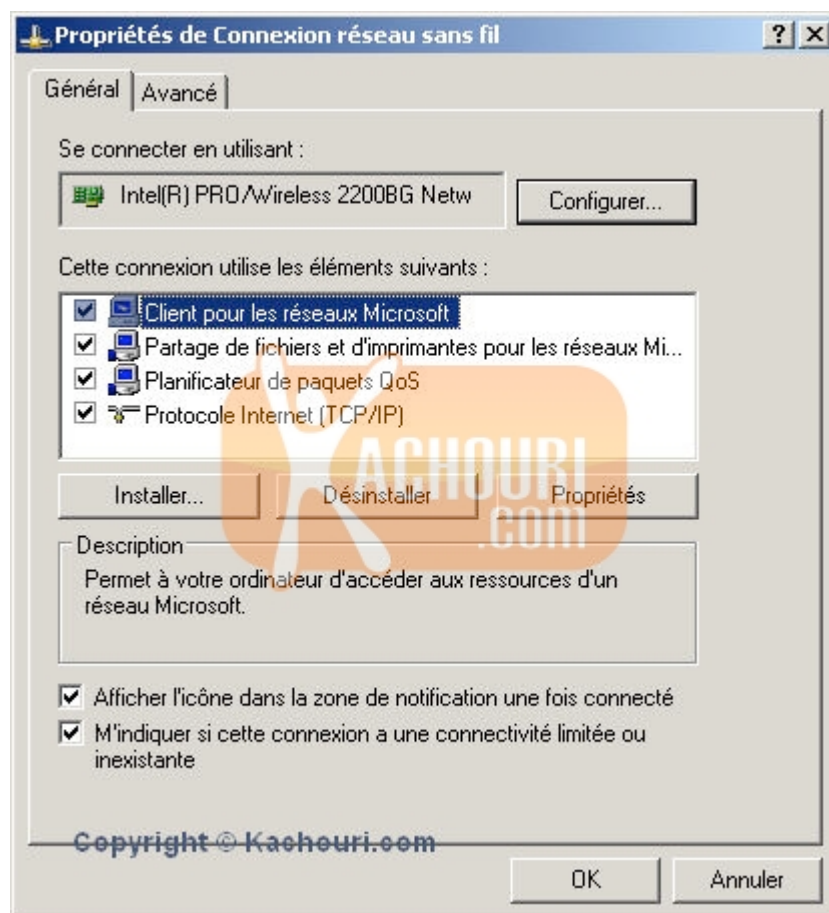 Propriétés de Connexion réseau sans fil
Général
Avancé
Se connecter en utilisant :
Intel(R) PRO/Wireless 2200BG Netw
Configurer...
Cette connexion utilise les éléments suivants :
Client pour les réseaux Microsoft
Partage de fichiers et d'imprimantes pour les réseaux Mi...
Planificateur de paquets QoS
Protocole Internet (TCP/IP)
KACHOURI
.com
Installer...
Désinstaller
Propriétés
Description
Permet à votre ordinateur d'accéder aux ressources d'un
réseau Microsoft.
Afficher l'icône dans la zone de notification une fois connecté
M'indiquer si cette connexion a une connectivité limitée ou
inexistante
Copyright © Kachouri.com
OK
Annuler